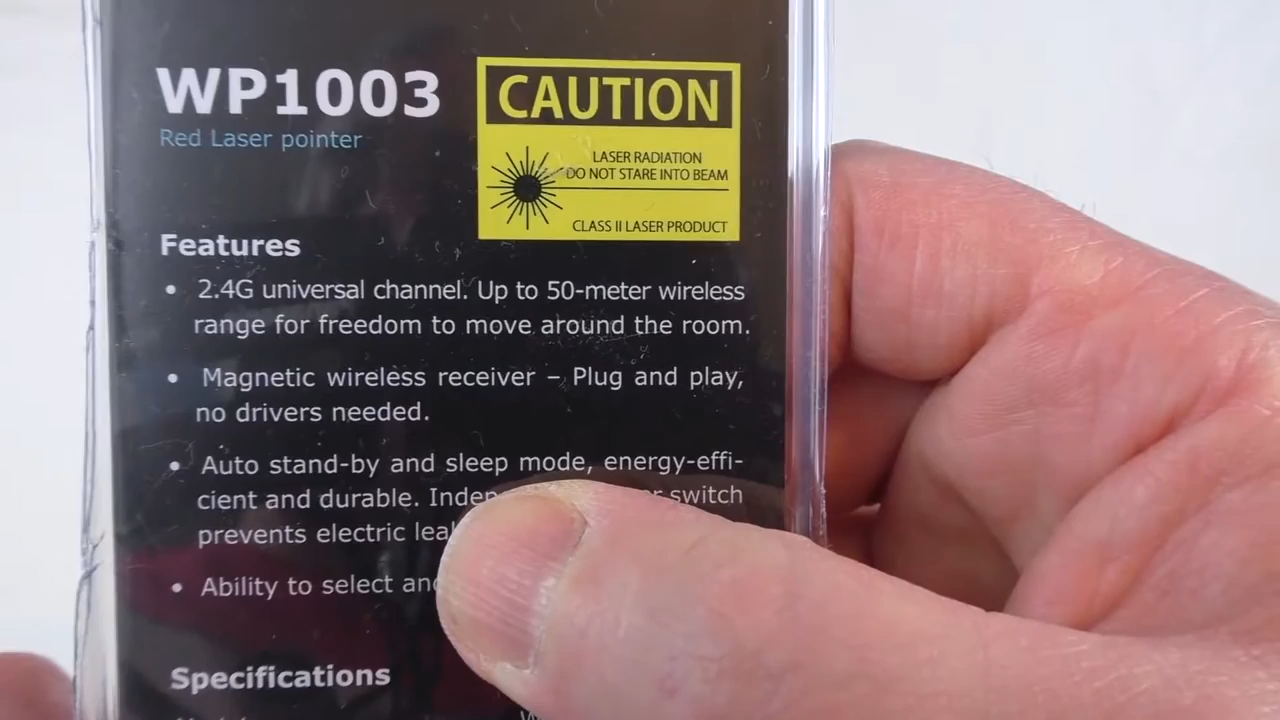 WP1003
Red Laser pointer
CAUTION
LASER RADIATION
DO NOT STARE INTO BEAM
CLASS II LASER PRODUCT
Features
• 2.4G universal channel. Up to 50-meter wireless
range for freedom to move around the room.
• Magnetic wireless receiver – Plug and play,
no drivers needed.
• Auto stand-by and sleep mode, energy-effi-
cient and durable. switch
prevents electric
• Ability to select and
Specifications